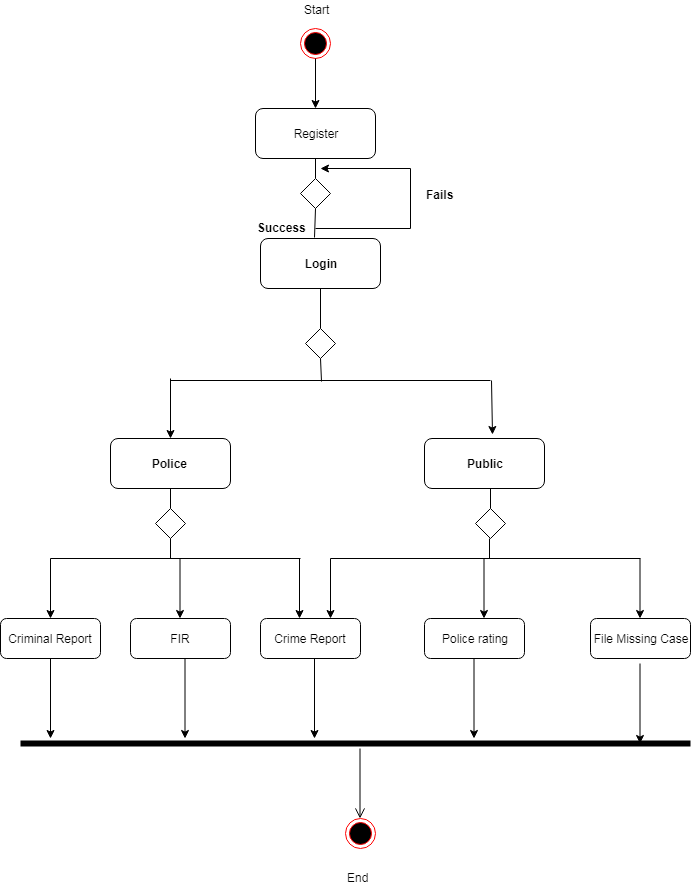 Start
Register
Fails
Success
Login
Police
Public
Criminal Report
FIR
Crime Report
Police rating
File Missing Case
End